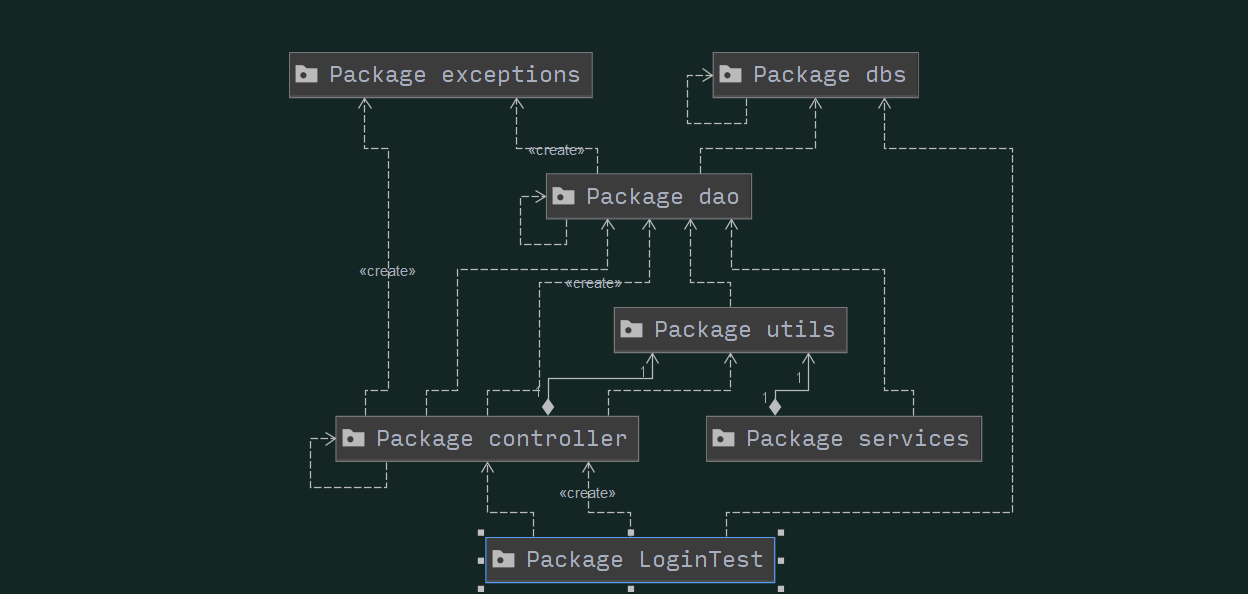 Package exceptions
Package dbs
«create»
Package dao
«create»
«create»
Package utils
1
1
1
1
Package controller
Package services
«create»
Package LoginTest